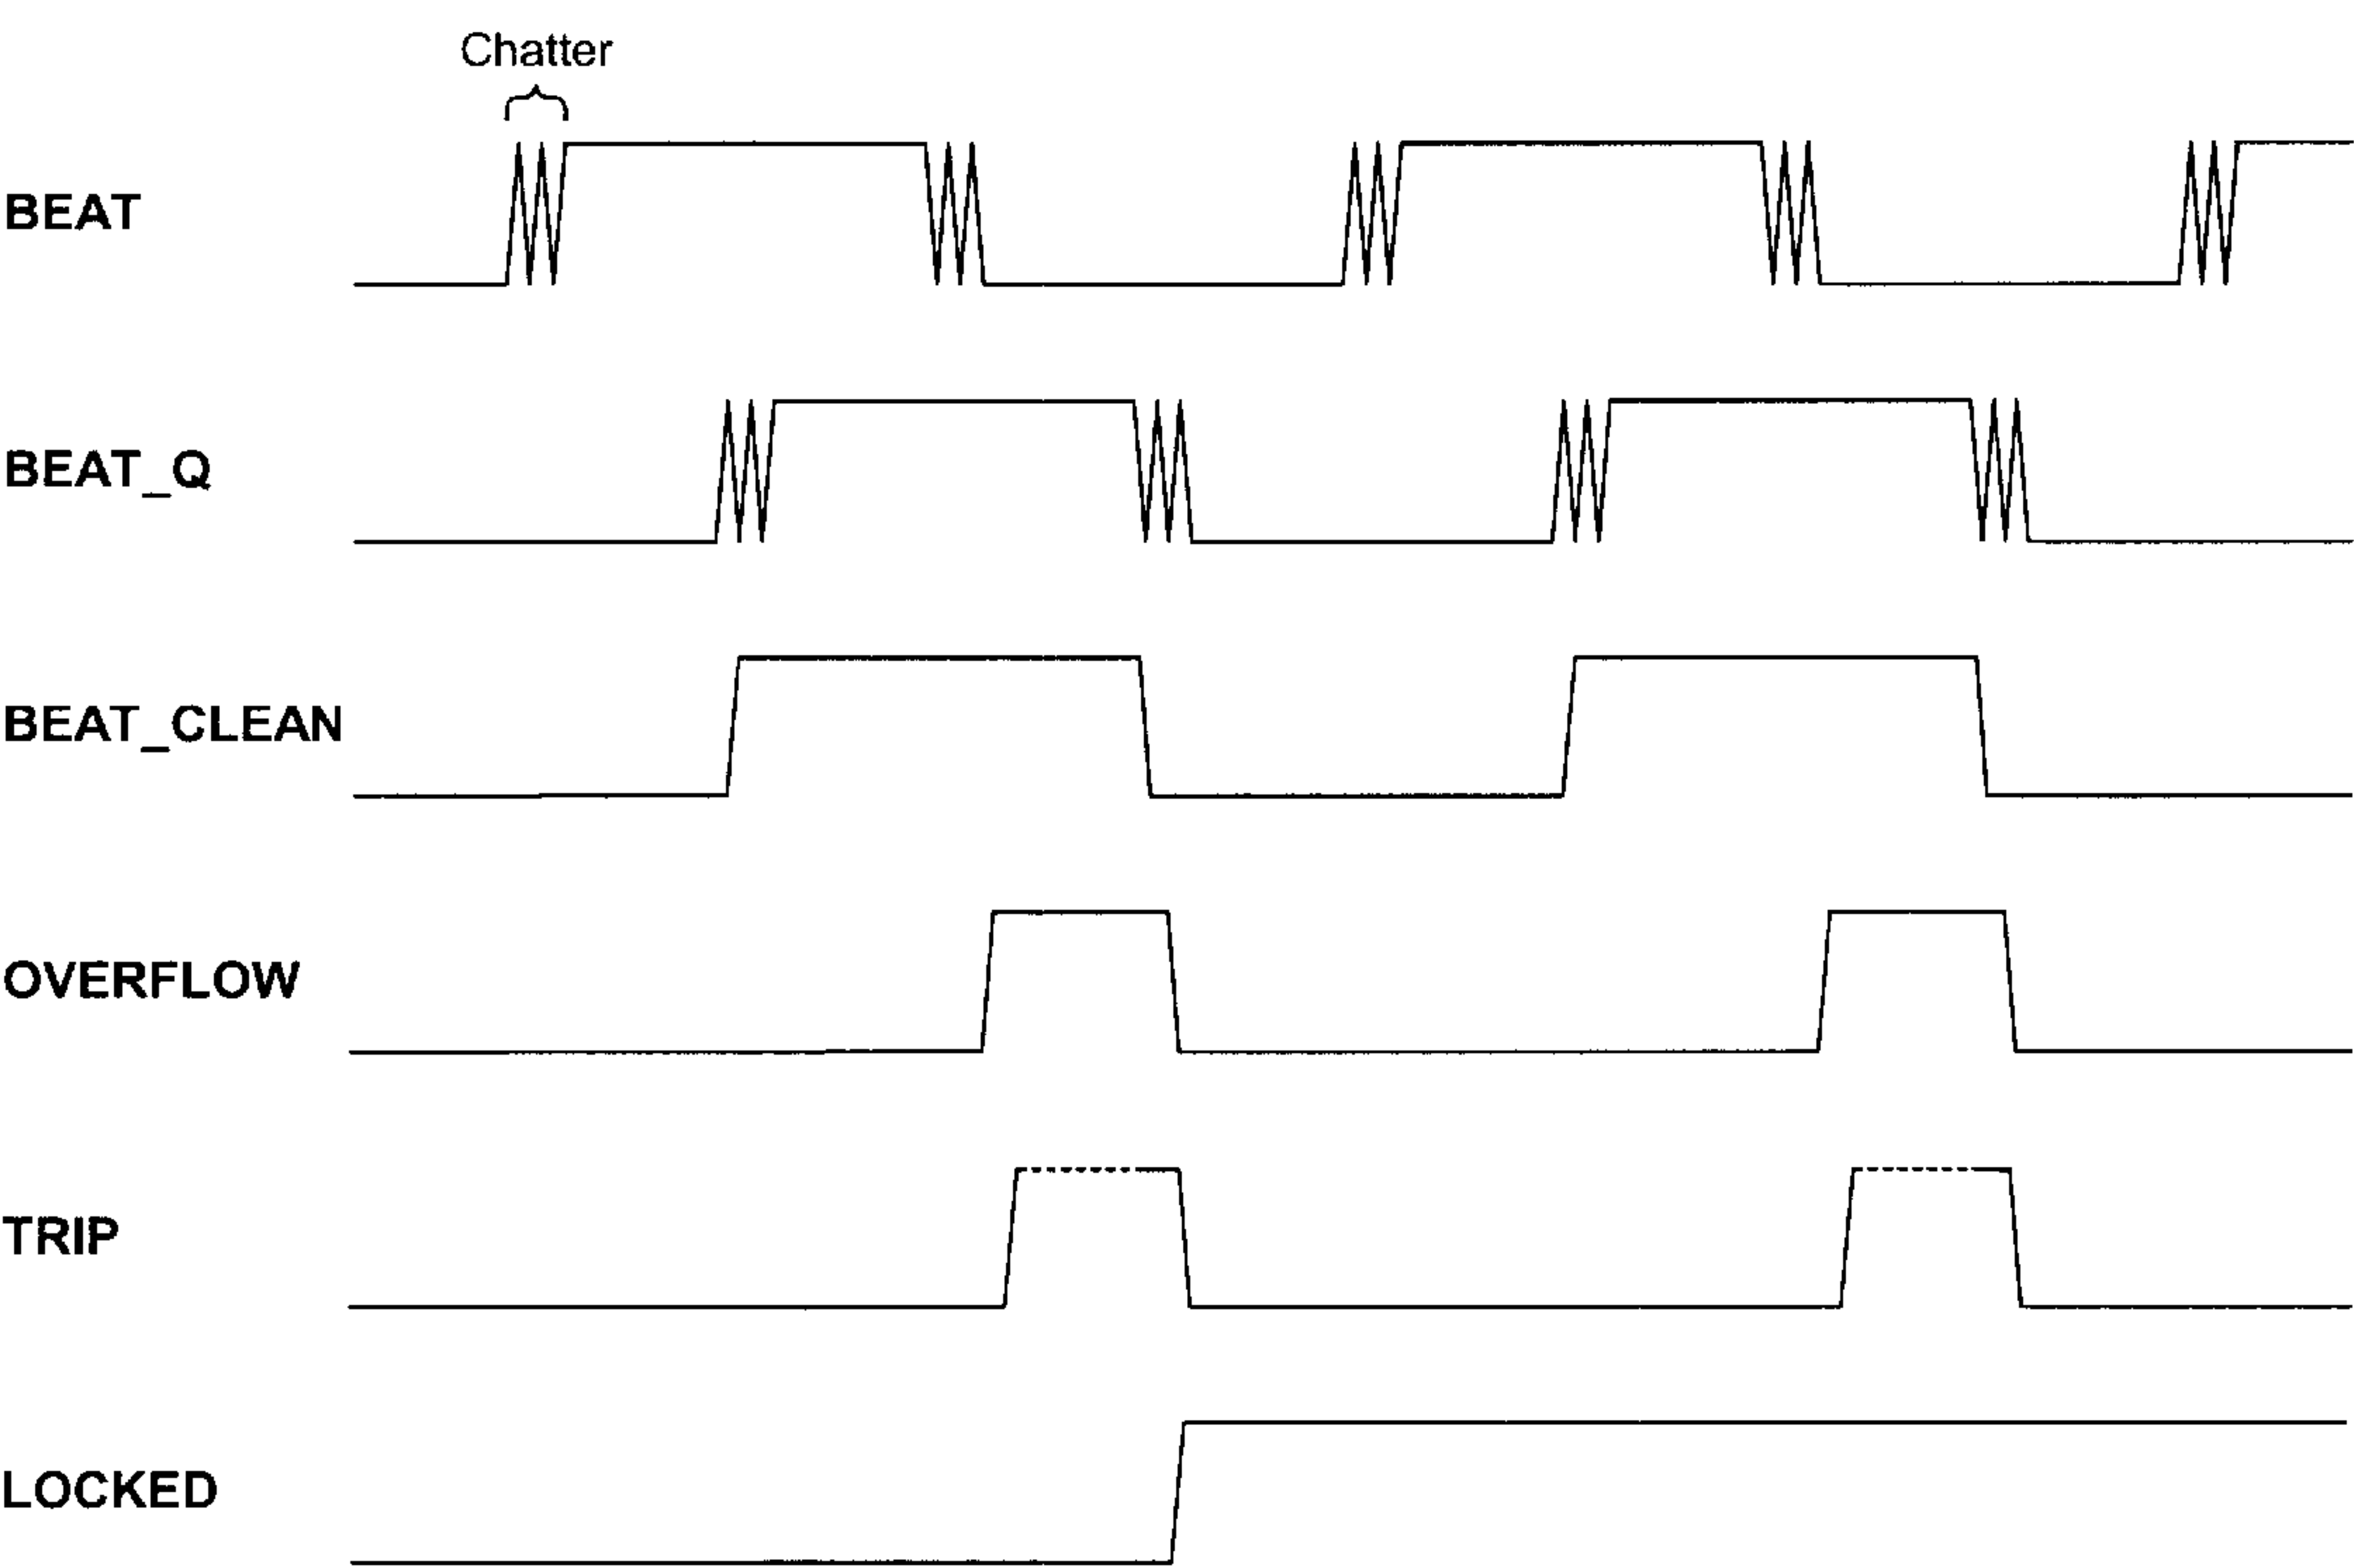 Chatter
BEAT
BEAT_Q
BEAT_CLEAN
OVERFLOW
TRIP
LOCKED